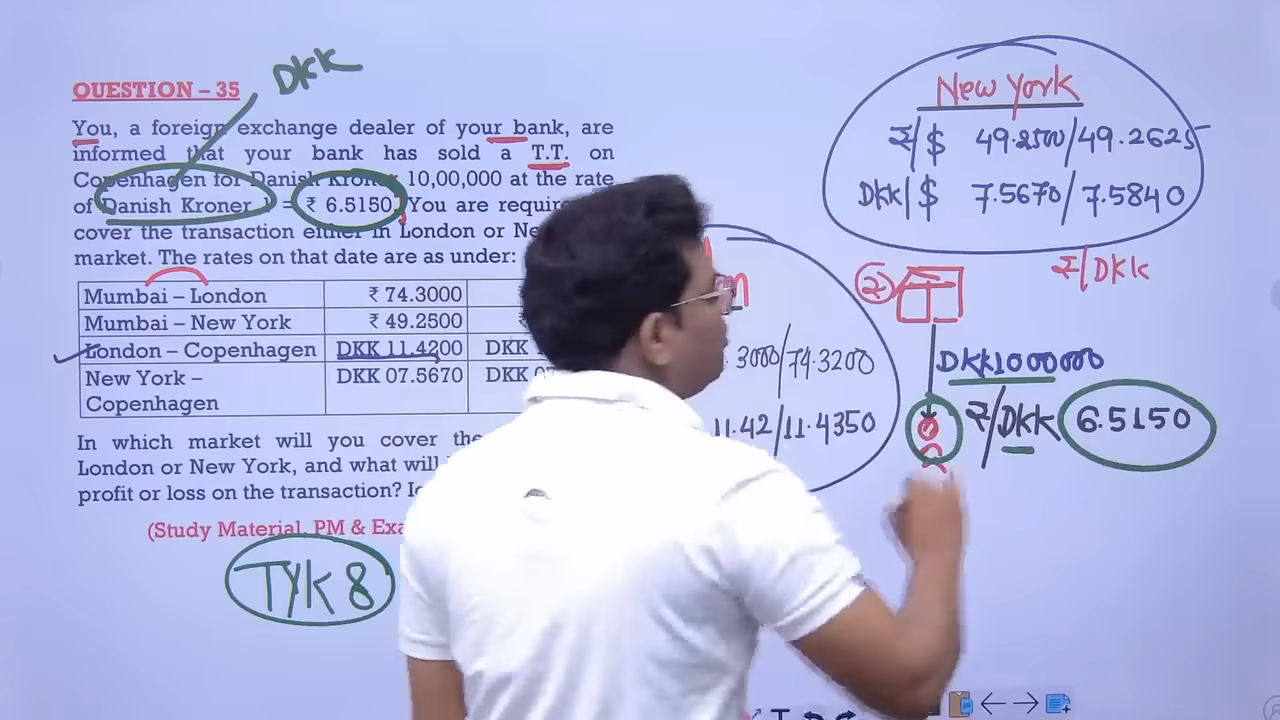 QUESTION – 35
DKK
You, a foreign exchange dealer of your bank, are
informed that your bank has sold a T.T. on
Copenhagen for Danish Kroner 10,00,000 at the rate
of Danish Kroner 1 = ₹ 6.5150. You are
cover the transaction either in London or
market. The rates on that date are as under:
Mumbai – London ₹ 74.3000
Mumbai – New York ₹ 49.2500
London – Copenhagen DKK 11.4200 DKK
New York – Copenhagen DKK 07.5670 DKK
In which market will you cover
London or New York, and what will
profit or loss on the transaction?
(Study Material, PM &
TYK 8
New York
₹/$ 49.2500/49.2625
DKK/$ 7.5670/7.5840
3000/74.3200
11.42/11.4350
2
₹/DKK
DKK1000000
₹/DKK 6.5150